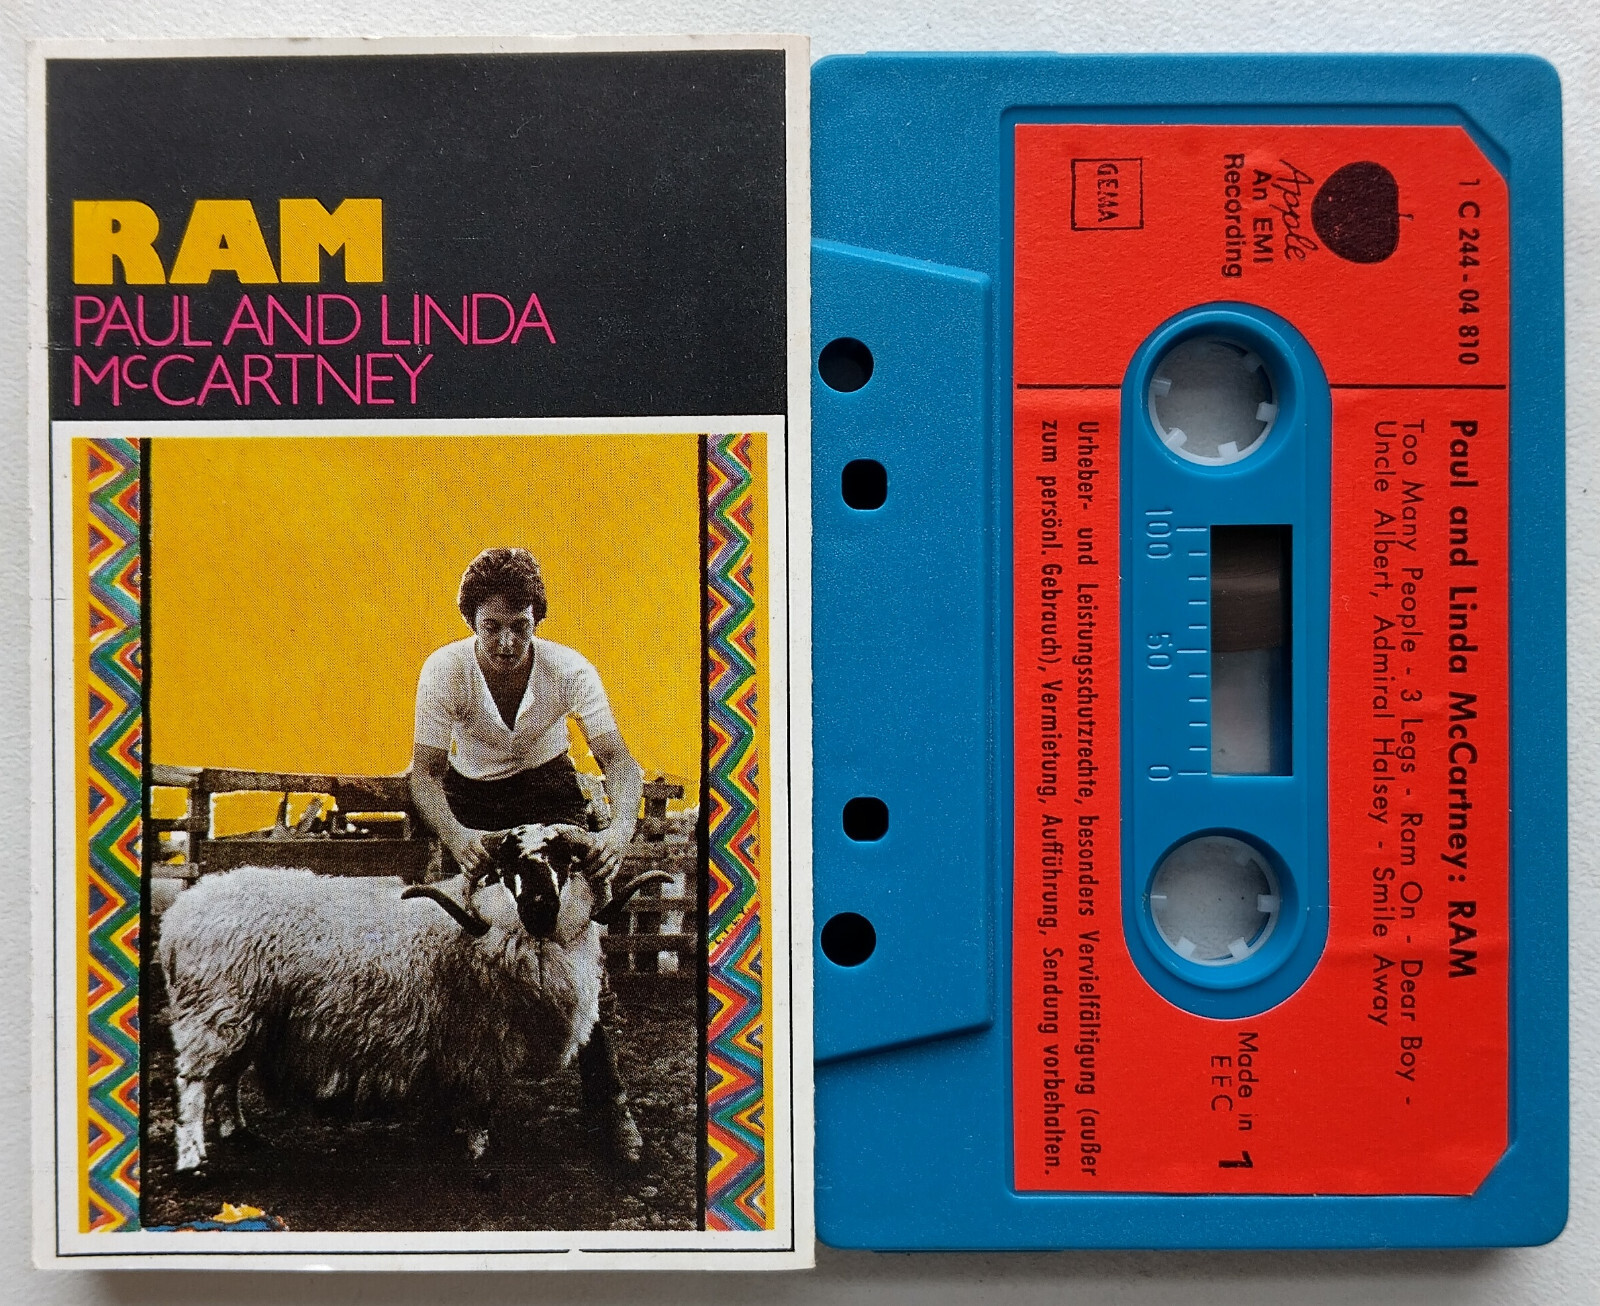 RAM
PAUL AND LINDA
McCARTNEY
1 C 244-04 810
Apple
An EMI
Recording
GEMA
Paul and Linda McCartney: RAM
Too Many People - 3 Legs - Ram On - Dear Boy -
Uncle Albert, Admiral Halsey - Smile Away
100
50
0
Made in
EEC
1
Urheber- und Leistungsschutzrechte, besonders Vervielfältigung (außer
zum persönl. Gebrauch), Vermietung, Aufführung, Sendung vorbehalten.